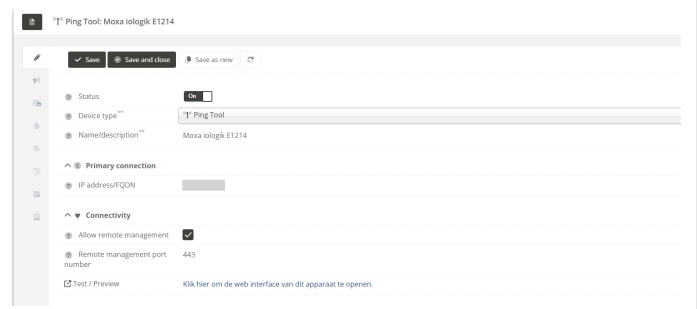 Ping Tool: Moxa iologik E1214
Save Save and close Save as new
Status On
Device type** Ping Tool
Name/description** Moxa iologik E1214
Primary connection
IP address/FQDN
Connectivity
Allow remote management
Remote management port 443
number
Test / Preview Klik hier om de web interface van dit apparaat te openen.